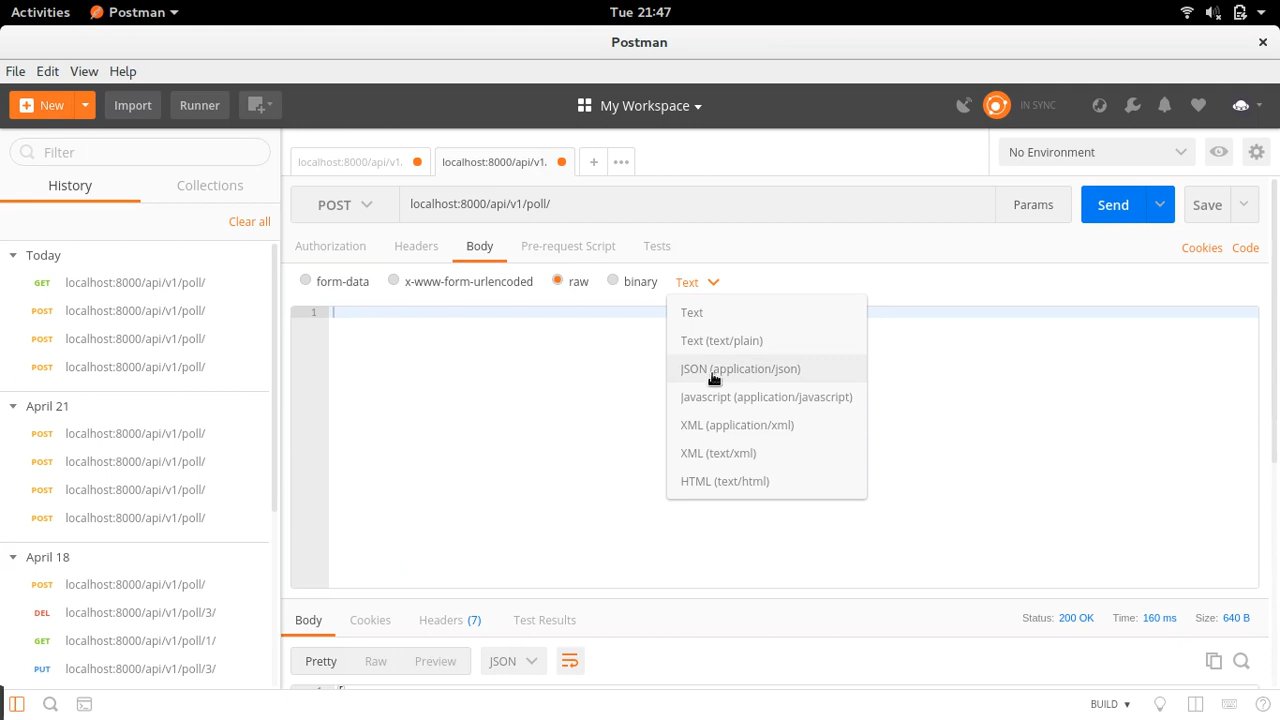 Activities Postman Tue 21:47
Postman
File Edit View Help
New Import Runner My Workspace IN SYNC
Filter
History Collections
Clear all
Today
GET localhost:8000/api/v1/poll/
POST localhost:8000/api/v1/poll/
POST localhost:8000/api/v1/poll/
POST localhost:8000/api/v1/poll/
April 21
POST localhost:8000/api/v1/poll/
POST localhost:8000/api/v1/poll/
POST localhost:8000/api/v1/poll/
POST localhost:8000/api/v1/poll/
April 18
POST localhost:8000/api/v1/poll/
DEL localhost:8000/api/v1/poll/3/
GET localhost:8000/api/v1/poll/1/
PUT localhost:8000/api/v1/poll/3/
localhost:8000/api/v1. localhost:8000/api/v1. + ••• No Environment
POST localhost:8000/api/v1/poll/ Params Send Save
Authorization Headers Body Pre-request Script Tests Cookies Code
form-data x-www-form-urlencoded raw binary Text
1
Text
Text (text/plain)
JSON (application/json)
Javascript (application/javascript)
XML (application/xml)
XML (text/xml)
HTML (text/html)
Body Cookies Headers (7) Test Results Status: 200 OK Time: 160 ms Size: 640 B
Pretty Raw Preview JSON
BUILD